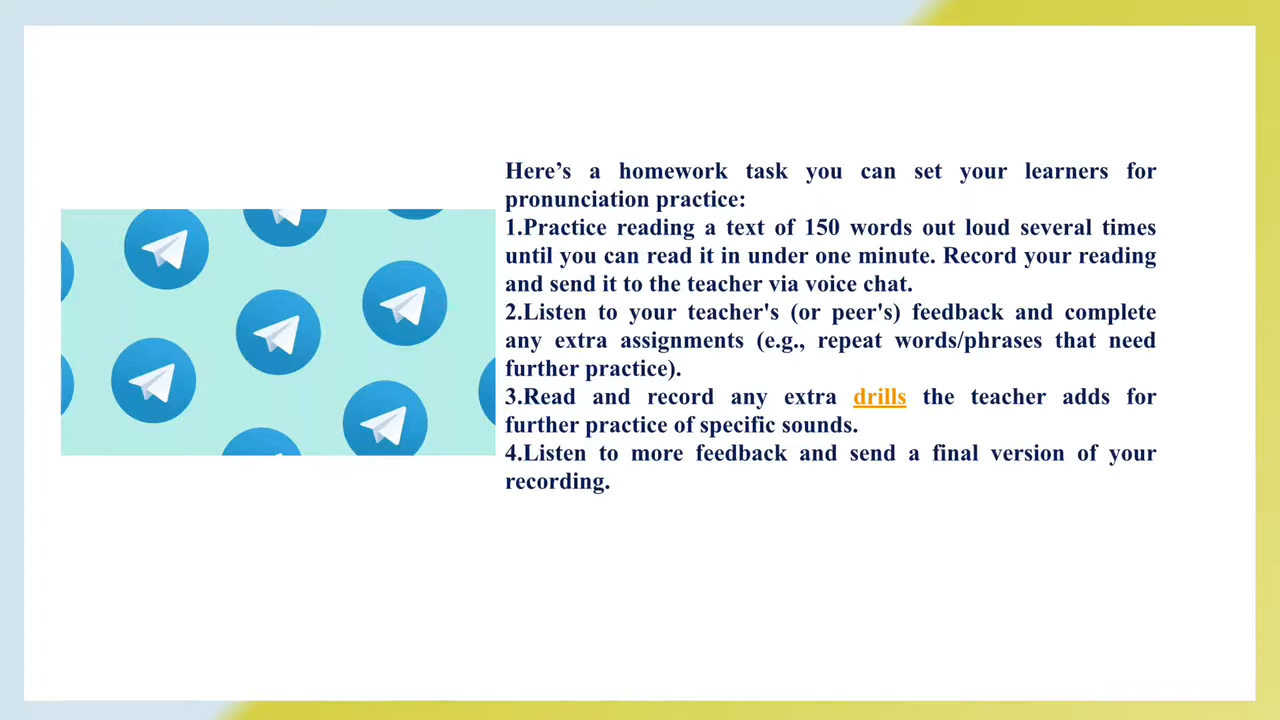 Here’s a homework task you can set your learners for
pronunciation practice:
1.Practice reading a text of 150 words out loud several times
until you can read it in under one minute. Record your reading
and send it to the teacher via voice chat.
2.Listen to your teacher's (or peer's) feedback and complete
any extra assignments (e.g., repeat words/phrases that need
further practice).
3.Read and record any extra drills the teacher adds for
further practice of specific sounds.
4.Listen to more feedback and send a final version of your
recording.